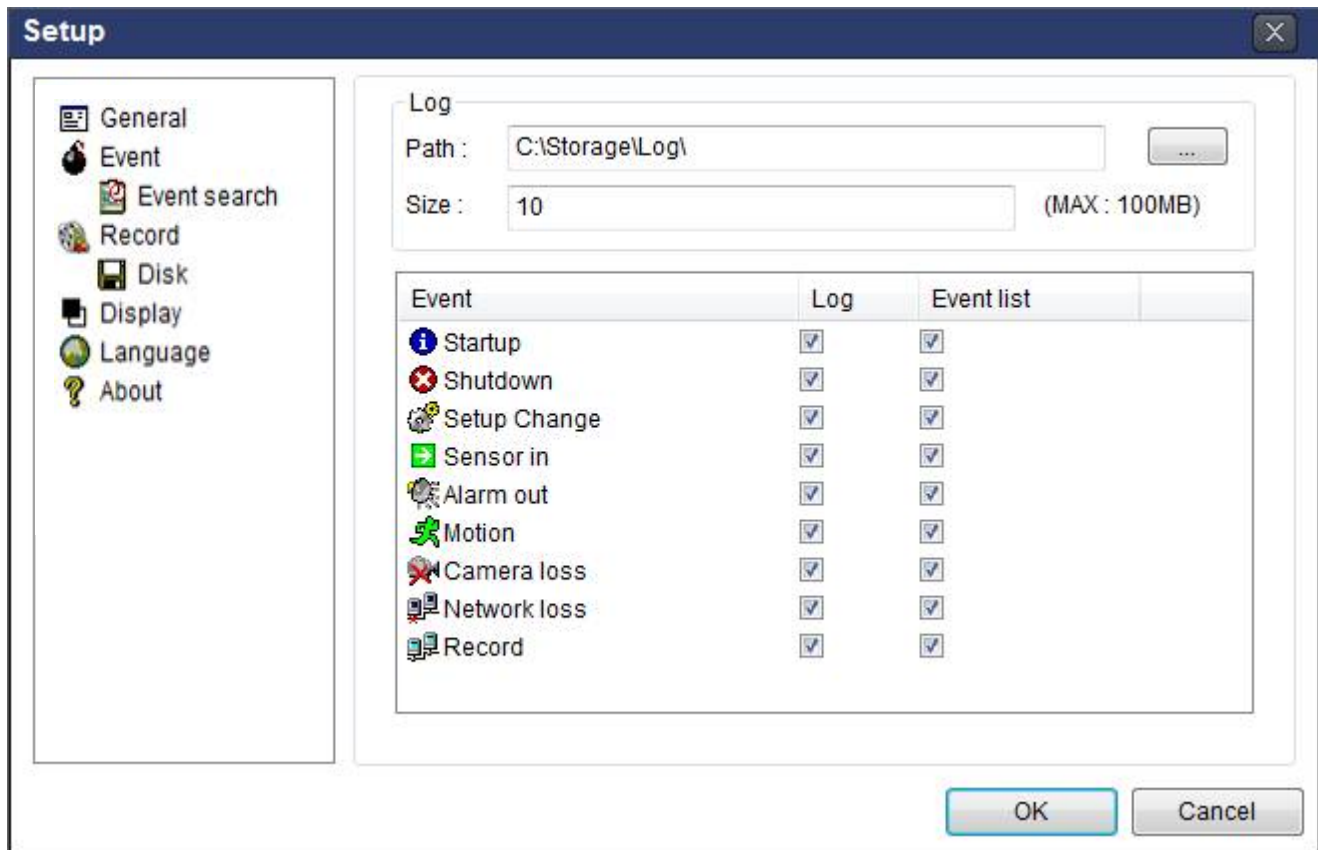 Setup
General
Event
Event search
Record
Disk
Display
Language
About
Log
Path : C:\Storage\Log\ ...
Size : 10 (MAX : 100MB)
Event Log Event list
Startup
Shutdown
Setup Change
Sensor in
Alarm out
Motion
Camera loss
Network loss
Record
OK Cancel